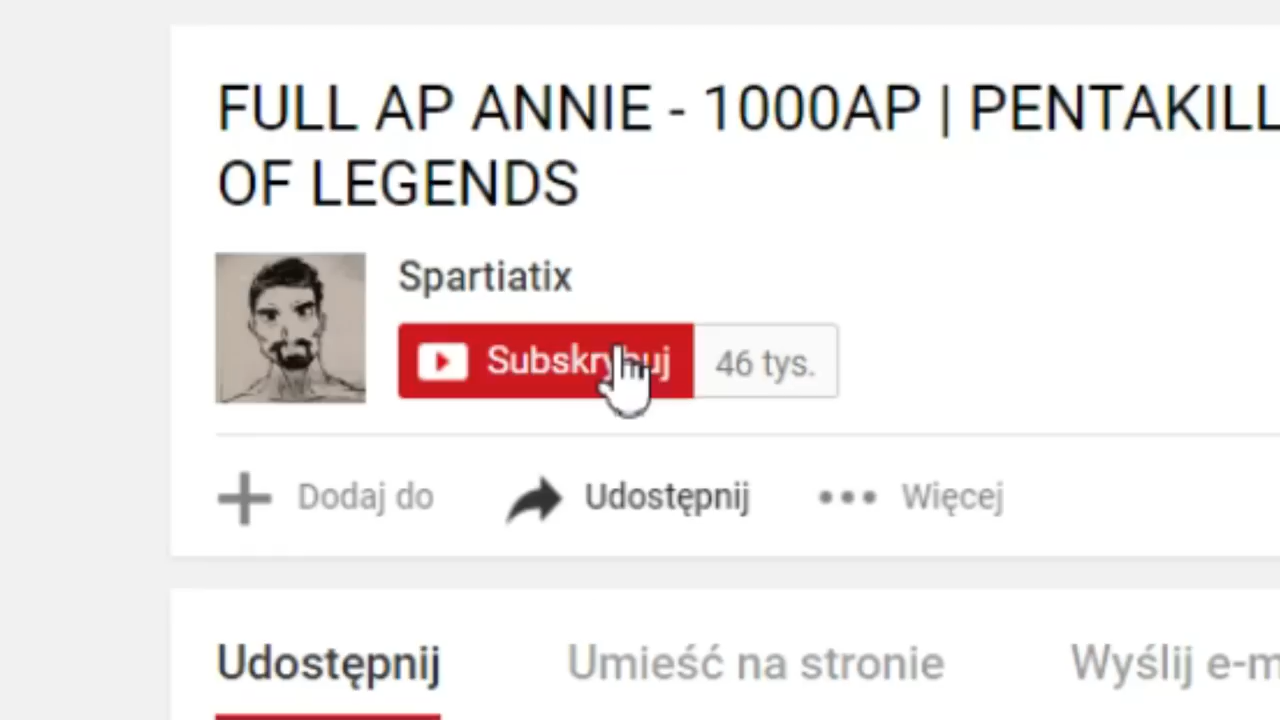 FULL AP ANNIE - 1000AP | PENTAKILL
OF LEGENDS
Spartiatix
Subskrybuj 46 tys.
Dodaj do Udostępnij Więcej
Udostępnij Umieść na stronie Wyślij e-m